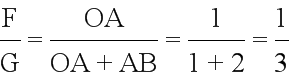 F/G = OA/(OA + AB) = 1/(1 + 2) = 1/3